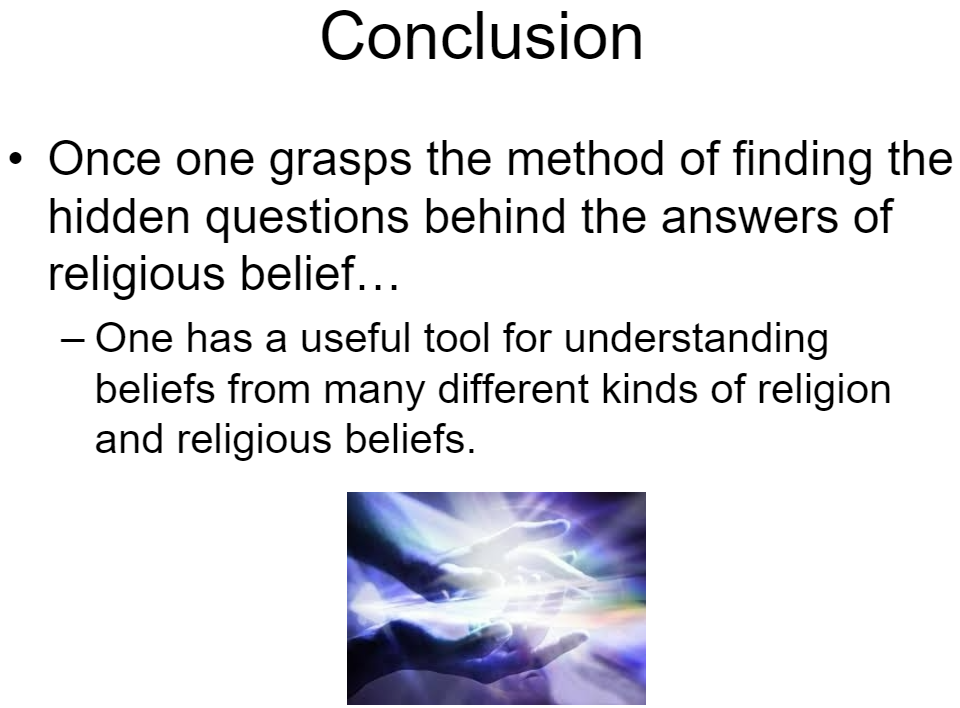 Conclusion
• Once one grasps the method of finding the
hidden questions behind the answers of
religious belief…
– One has a useful tool for understanding
beliefs from many different kinds of religion
and religious beliefs.